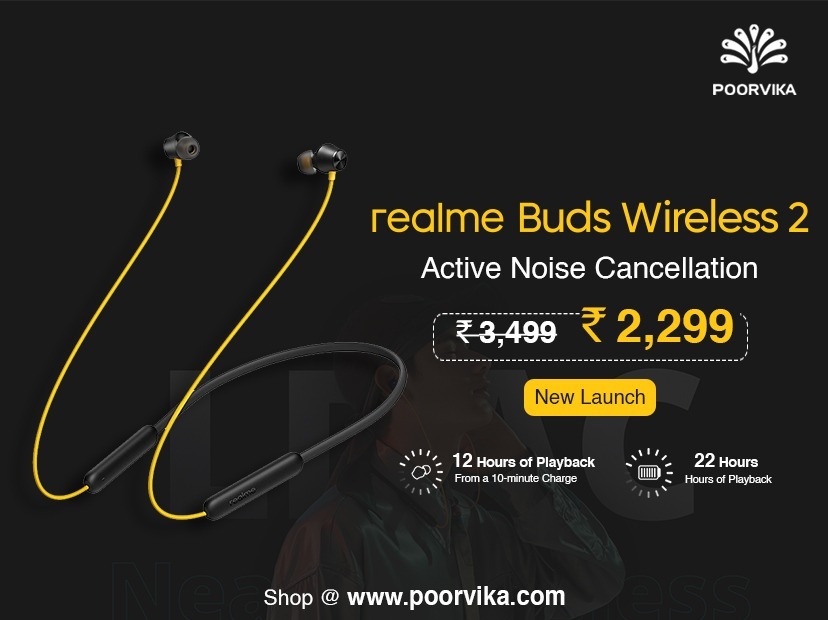 POORVIKA
realme Buds Wireless 2
Active Noise Cancellation
₹ 3,499 ₹ 2,299
New Launch
12 Hours of Playback
From a 10-minute Charge
22 Hours
Hours of Playback
realme
Shop @ www.poorvika.com